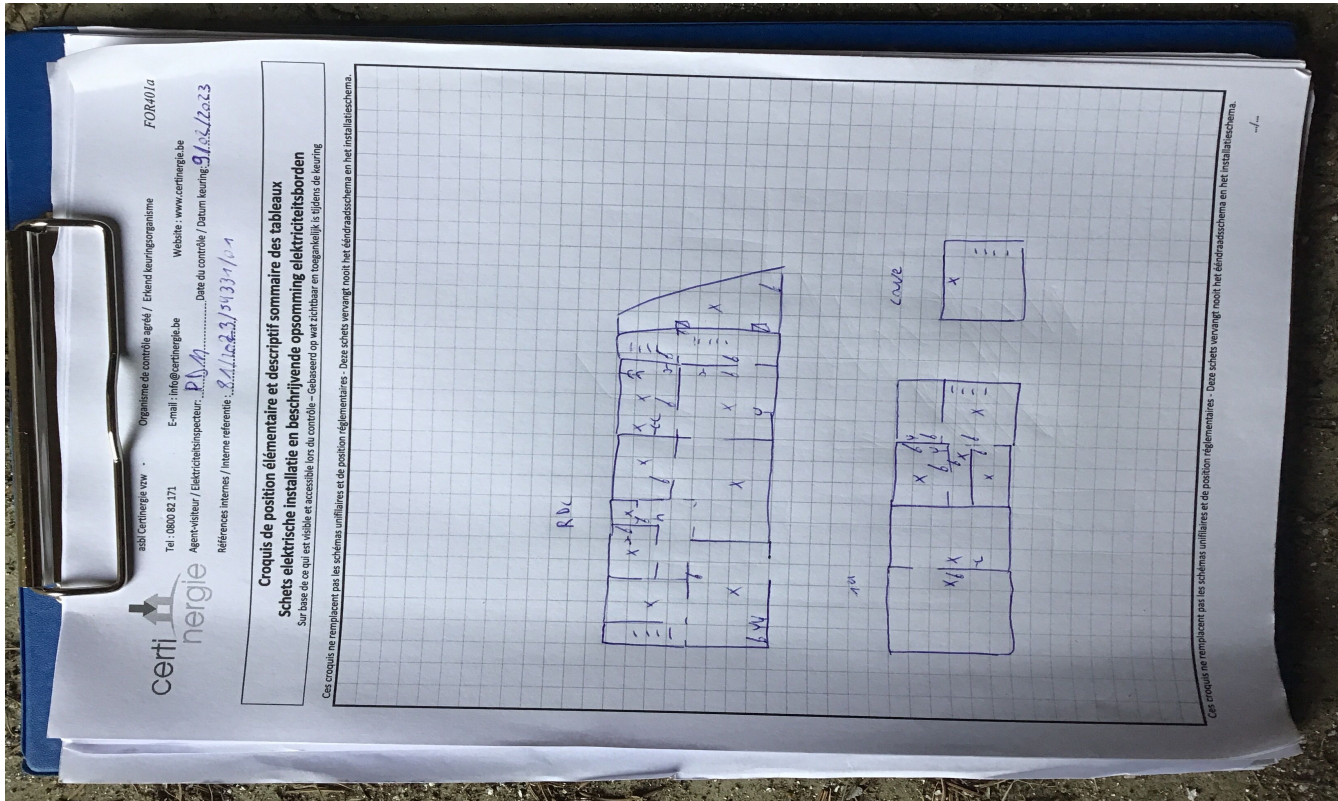 certinergie
asbl Certinergie vzw - Organisme de contrôle agréé / Erkend keuringsorganisme FOR401a
Tel : 0800 82 171 E-mail : info@certinergie.be Website : www.certinergie.be
Agent-visiteur / Elektriciteitsinspecteur: Date du contrôle / Datum keuring: 9/02/2023
Références internes / Interne referentie :
Croquis de position élémentaire et descriptif sommaire des tableaux
Schets elektrische installatie en beschrijvende opsomming elektriciteitsborden
Sur base de ce qui est visible et accessible lors du contrôle – Gebaseerd op wat zichtbaar en toegankelijk is tijdens de keuring
Ces croquis ne remplacent pas les schémas unifilaires et de position réglementaires - Deze schets vervangt nooit het ééndraadsschema en het installatieschema.
RDC
cave
Ces croquis ne remplacent pas les schémas unifilaires et de position réglementaires - Deze schets vervangt nooit het ééndraadsschema en het installatieschema.
.../...